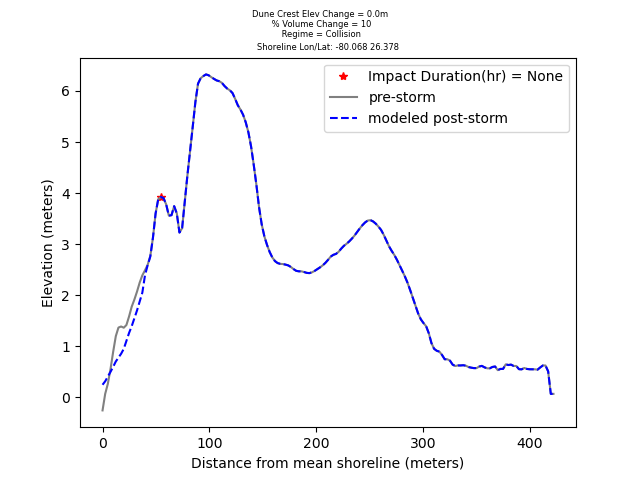 Dune Crest Elev Change = 0.0m
% Volume Change = 10
Regime = Collision
Shoreline Lon/Lat: -80.068 26.378
Impact Duration(hr) = None
pre-storm
modeled post-storm
Elevation (meters)
6
5
4
3
2
1
0
0 100 200 300 400
Distance from mean shoreline (meters)